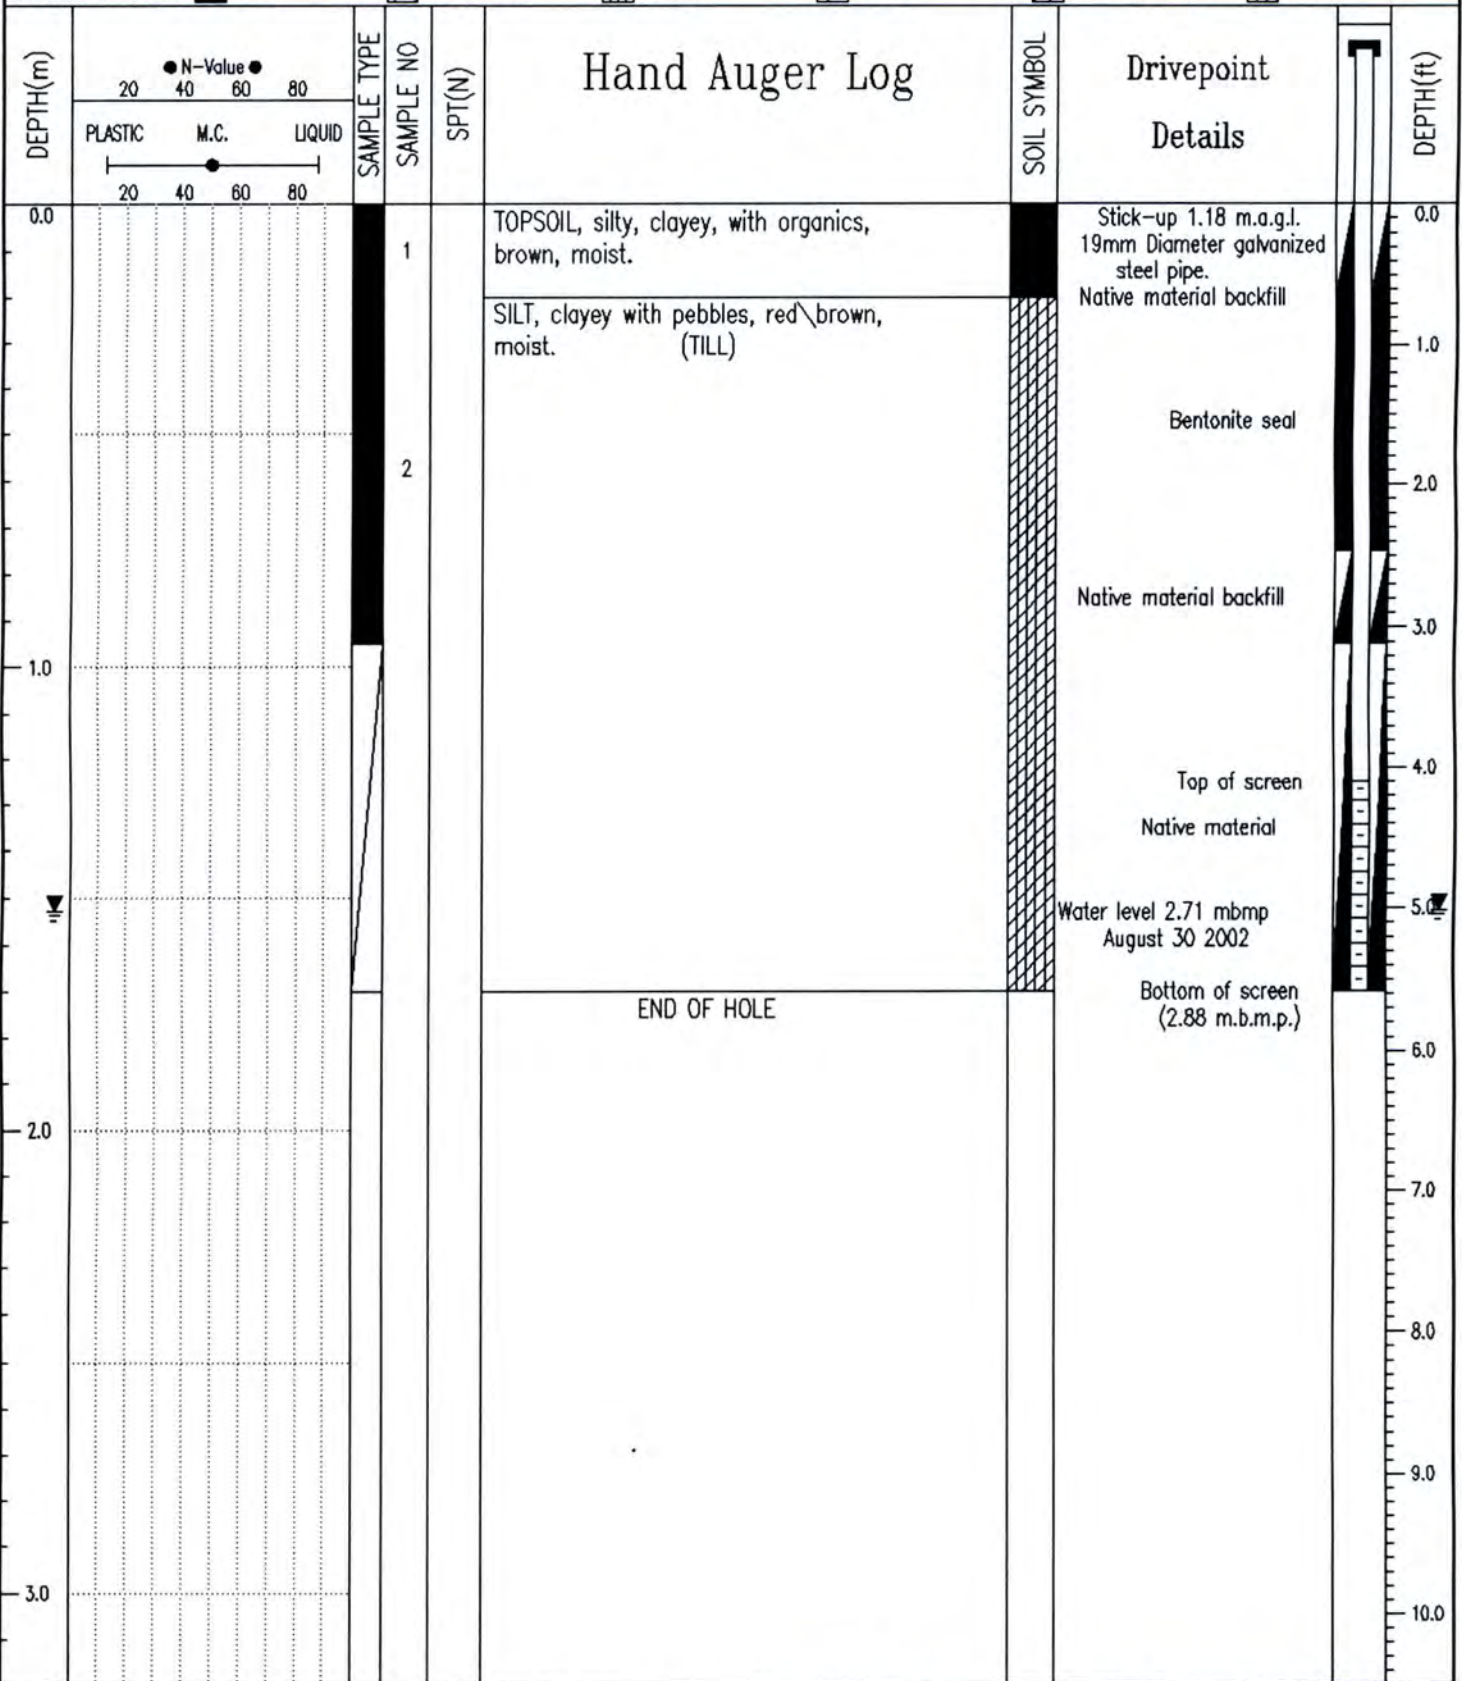 DEPTH(m)
● N-Value ●
20 40 60 80
PLASTIC M.C. LIQUID
20 40 60 80
SAMPLE TYPE
SAMPLE NO
SPT(N)
Hand Auger Log
SOIL SYMBOL
Drivepoint
Details
DEPTH(ft)
0.0
1.0
2.0
3.0
1
2
TOPSOIL, silty, clayey, with organics,
brown, moist.
SILT, clayey with pebbles, red\brown,
moist. (TILL)
END OF HOLE
Stick-up 1.18 m.a.g.l.
19mm Diameter galvanized
steel pipe.
Native material backfill
Bentonite seal
Native material backfill
Top of screen
Native material
Water level 2.71 mbmp
August 30 2002
Bottom of screen
(2.88 m.b.m.p.)
0.0
1.0
2.0
3.0
4.0
5.0
6.0
7.0
8.0
9.0
10.0